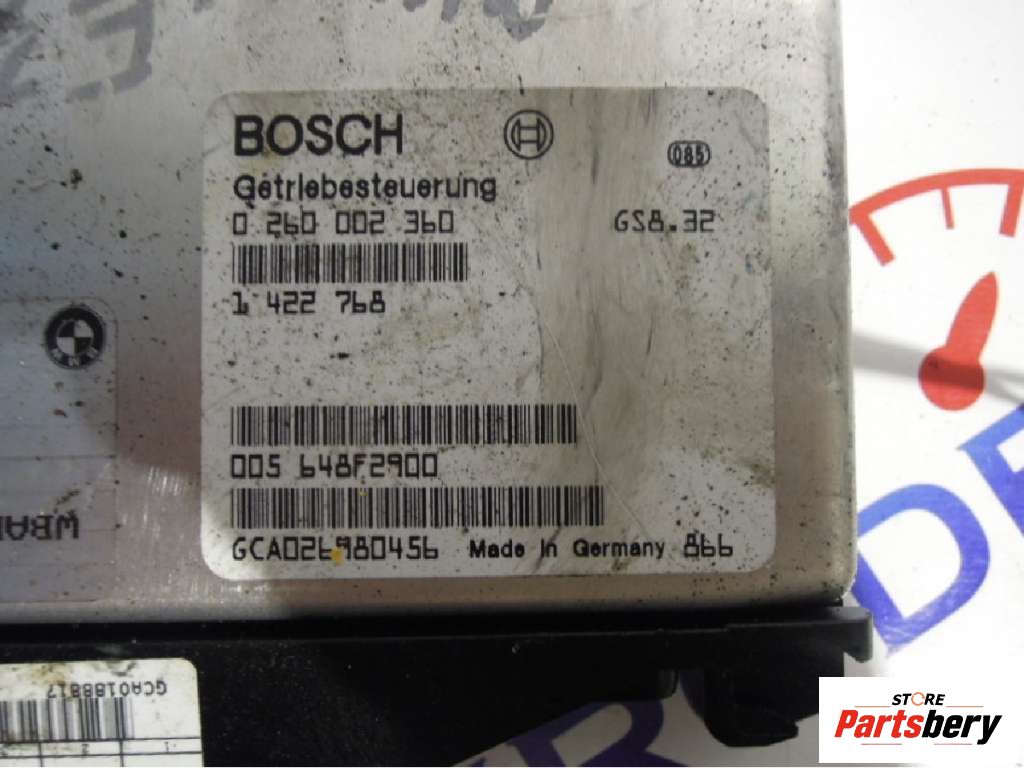 BOSCH
085
Getriebesteuerung
0 260 002 360 GS8.32
1 422 768
005 648F2900
GCA026980456 Made in Germany 866
BMW
GCA0188817
STORE
Partsbery